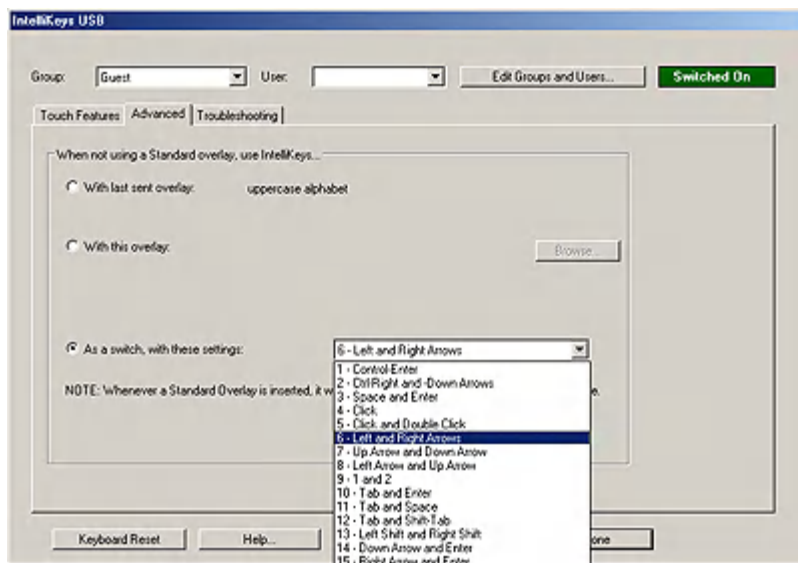 IntelliKeys USB
Group: Guest User: Edit Groups and Users... Switched On
Touch Features Advanced Troubleshooting
When not using a Standard overlay, use IntelliKeys...
With last sent overlay: uppercase alphabet
With this overlay: Browse...
As a switch, with these settings: 6 - Left and Right Arrows
1 - Control-Enter
2 - Ctrl-Right and -Down Arrows
NOTE: Whenever a Standard Overlay is inserted, it w
3 - Space and Enter
4 - Click
5 - Click and Double Click
6 - Left and Right Arrows
7 - Up Arrow and Down Arrow
8 - Left Arrow and Up Arrow
9 - 1 and 2
10 - Tab and Enter
11 - Tab and Space
12 - Tab and Shift-Tab
13 - Left Shift and Right Shift
14 - Down Arrow and Enter
15 - Right Arrow and Enter
Keyboard Reset Help... one